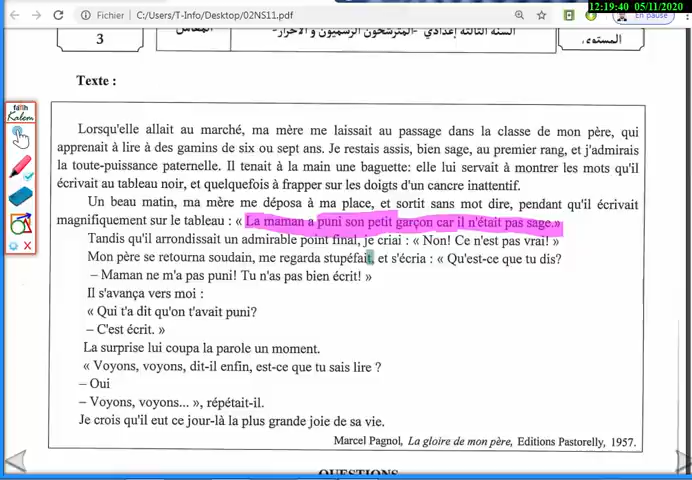 12:19:40 05/11/2020
Fichier | C:/Users/T-Info/Desktop/02NS11.pdf
En pause
3
السنة الثالثة إعدادي -المترشحون الرسميون و الأحرار-
المستوى:
Texte :
fatih
Kalem
Lorsqu'elle allait au marché, ma mère me laissait au passage dans la classe de mon père, qui
apprenait à lire à des gamins de six ou sept ans. Je restais assis, bien sage, au premier rang, et j'admirais
la toute-puissance paternelle. Il tenait à la main une baguette: elle lui servait à montrer les mots qu'il
écrivait au tableau noir, et quelquefois à frapper sur les doigts d'un cancre inattentif.
Un beau matin, ma mère me déposa à ma place, et sortit sans mot dire, pendant qu'il écrivait
magnifiquement sur le tableau : « La maman a puni son petit garçon car il n'était pas sage.»
Tandis qu'il arrondissait un admirable point final, je criai : « Non! Ce n'est pas vrai! »
Mon père se retourna soudain, me regarda stupéfait, et s'écria : « Qu'est-ce que tu dis?
– Maman ne m'a pas puni! Tu n'as pas bien écrit! »
Il s'avança vers moi :
« Qui t'a dit qu'on t'avait puni?
– C'est écrit. »
La surprise lui coupa la parole un moment.
« Voyons, voyons, dit-il enfin, est-ce que tu sais lire ?
– Oui
– Voyons, voyons... », répétait-il.
Je crois qu'il eut ce jour-là la plus grande joie de sa vie.
Marcel Pagnol, La gloire de mon père, Editions Pastorelly, 1957.
QUESTIONS